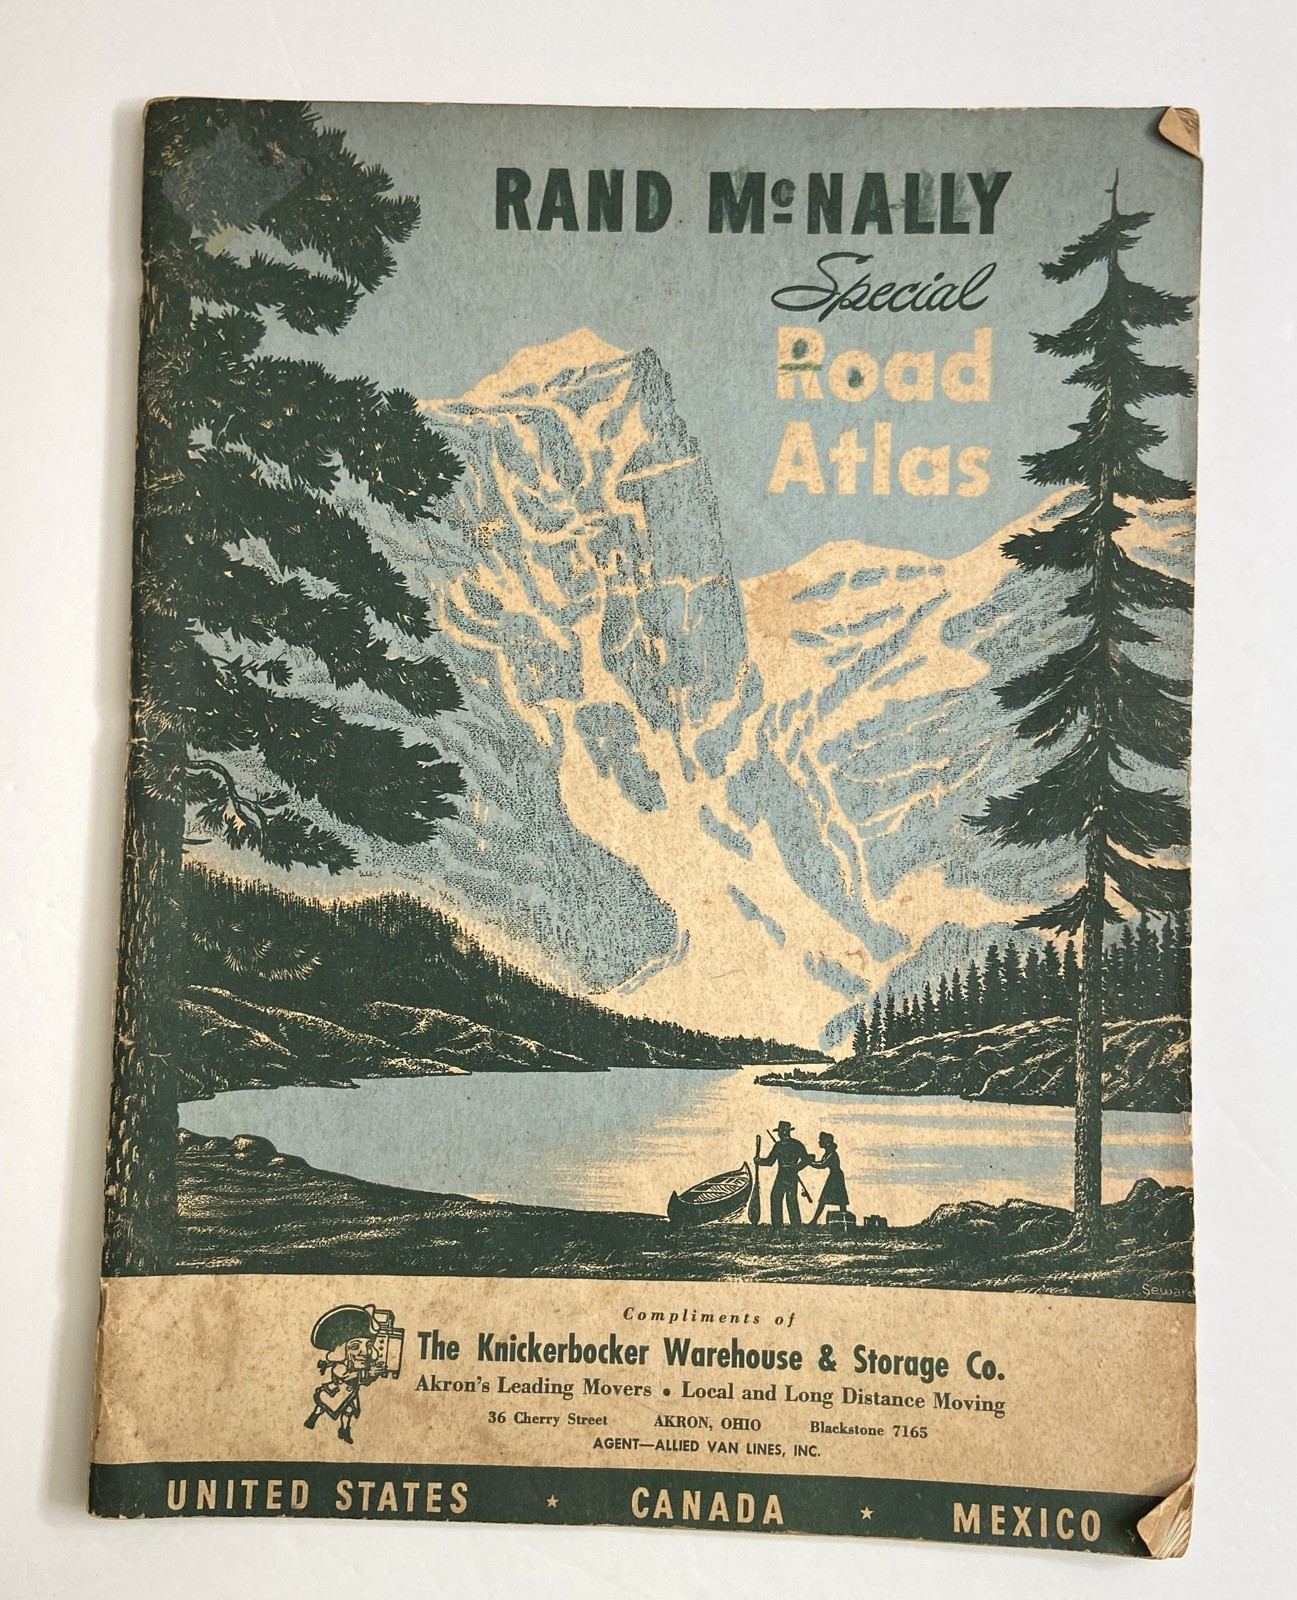 RAND McNALLY
Special
Road
Atlas
Compliments of
The Knickerbocker Warehouse & Storage Co.
Akron's Leading Movers • Local and Long Distance Moving
36 Cherry Street AKRON, OHIO Blackstone 7165
AGENT—ALLIED VAN LINES, INC.
UNITED STATES ★ CANADA ★ MEXICO